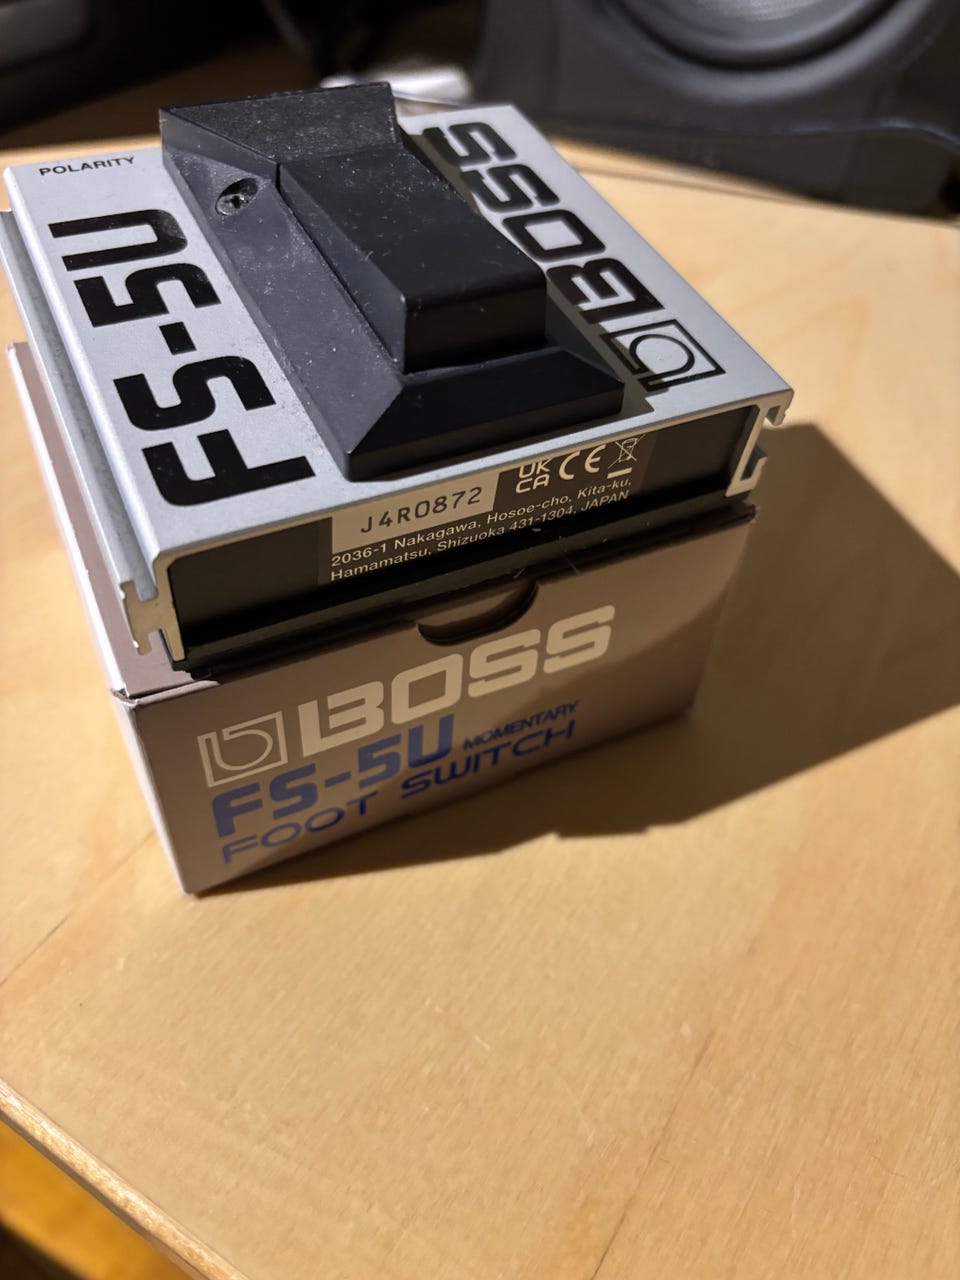 POLARITY
FS-5U
BOSS
J4R0872
UK
CA CE
2036-1 Nakagawa, Hosoe-cho, Kita-ku,
Hamamatsu, Shizuoka 431-1304, JAPAN
BOSS
FS-5U MOMENTARY
FOOT SWITCH